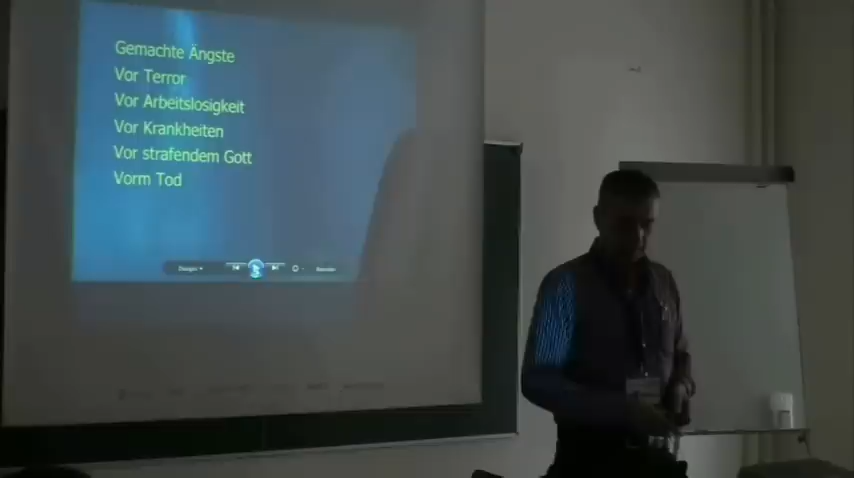 Gemachte Ängste
Vor Terror
Vor Arbeitslosigkeit
Vor Krankheiten
Vor strafendem Gott
Vorm Tod